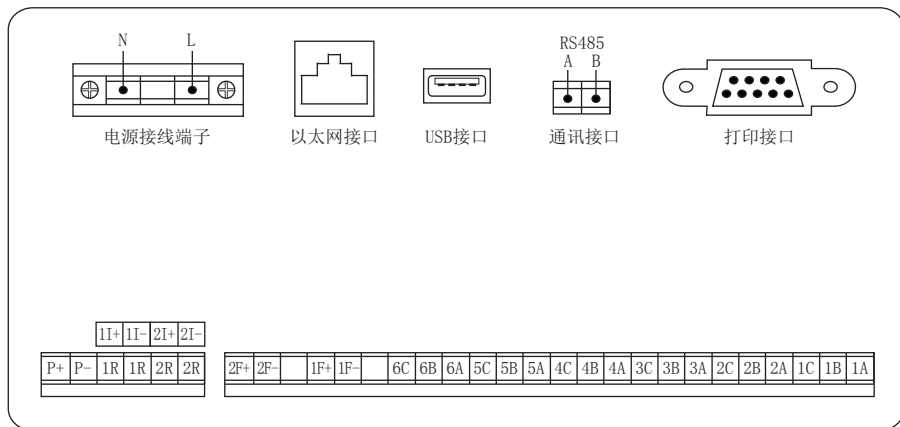 N L
RS485
A B
电源接线端子 以太网接口 USB接口 通讯接口 打印接口
1I+ 1I- 2I+ 2I-
P+ P- 1R 1R 2R 2R 2F+ 2F- 1F+ 1F- 6C 6B 6A 5C 5B 5A 4C 4B 4A 3C 3B 3A 2C 2B 2A 1C 1B 1A